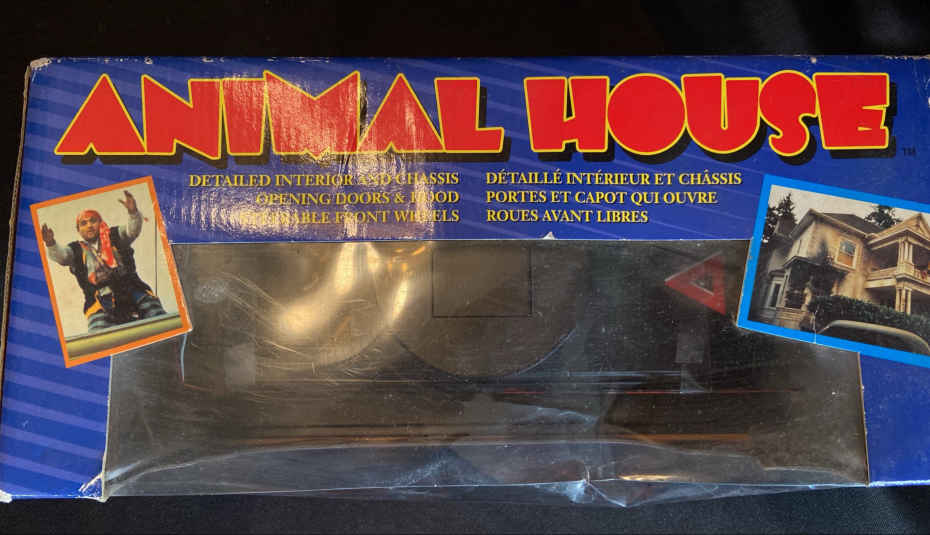 ANIMAL HOUSE
TM
DETAILED INTERIOR AND CHASSIS
OPENING DOORS & HOOD
FRONT WHEELS
DÉTAILLÉ INTÉRIEUR ET CHÂSSIS
PORTES ET CAPOT QUI OUVRE
ROUES AVANT LIBRES